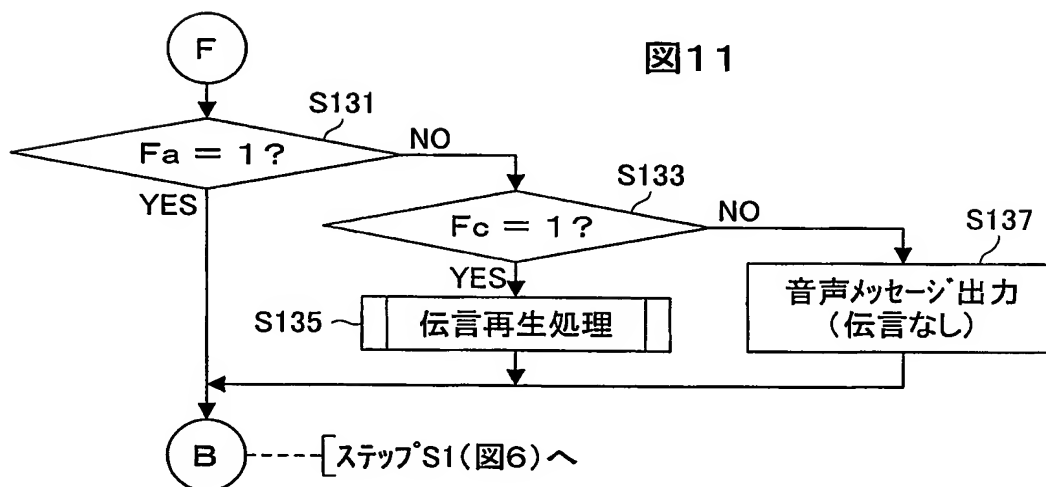 F
図11
S131
Fa = 1?
NO
YES
S133
Fc = 1?
NO
YES
S137
音声メッセージ出力
(伝言なし)
S135
伝言再生処理
B
ステップS1(図6)へ